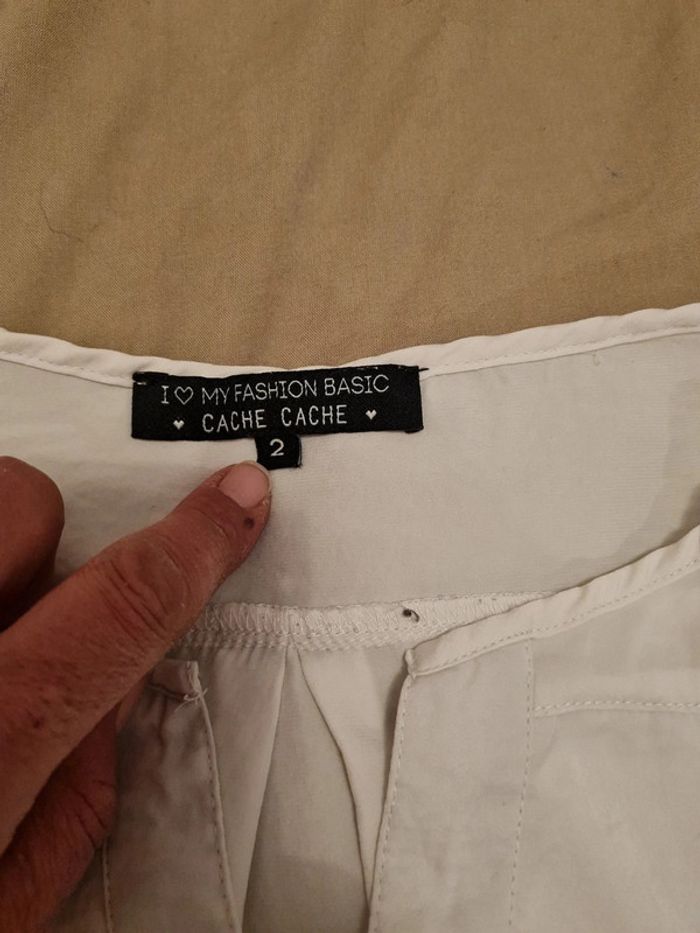 I ♡ MY FASHION BASIC
♥ CACHE CACHE ♥
2